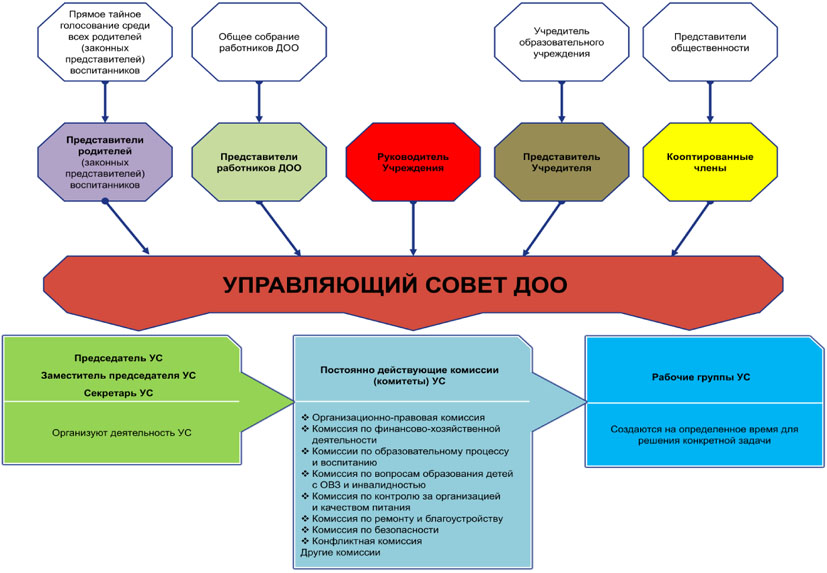 Прямое тайное
голосование среди
всех родителей
(законных
представителей)
воспитанников
Общее собрание
работников ДОО
Учредитель
образовательного
учреждения
Представители
общественности
Представители
родителей
(законных
представителей)
воспитанников
Представители
работников ДОО
Руководитель
Учреждения
Представитель
Учредителя
Кооптированные
члены
УПРАВЛЯЮЩИЙ СОВЕТ ДОО
Председатель УС
Заместитель председателя УС
Секретарь УС
Организуют деятельность УС
Постоянно действующие комиссии
(комитеты) УС
❖ Организационно-правовая комиссия
❖ Комиссия по финансово-хозяйственной
деятельности
❖ Комиссии по образовательному процессу
и воспитанию
❖ Комиссия по вопросам образования детей
с ОВЗ и инвалидностью
❖ Комиссия по контролю за организацией
и качеством питания
❖ Комиссия по ремонту и благоустройству
❖ Комиссия по безопасности
❖ Конфликтная комиссия
Другие комиссии
Рабочие группы УС
Создаются на определенное время для
решения конкретной задачи